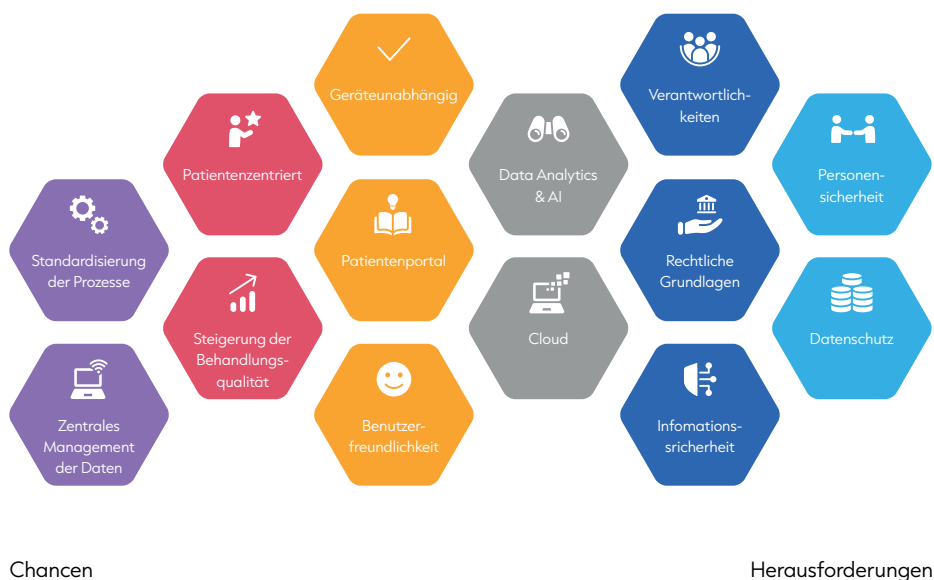 Standardisierung
der Prozesse
Zentrales
Management
der Daten
Patientenzentriert
Steigerung der
Behandlungs-
qualität
Geräteunabhängig
Patientenportal
Benutzer-
freundlichkeit
Data Analytics
& AI
Cloud
Verantwortlich-
keiten
Rechtliche
Grundlagen
Infomations-
sicherheit
Personen-
sicherheit
Datenschutz
Chancen
Herausforderungen